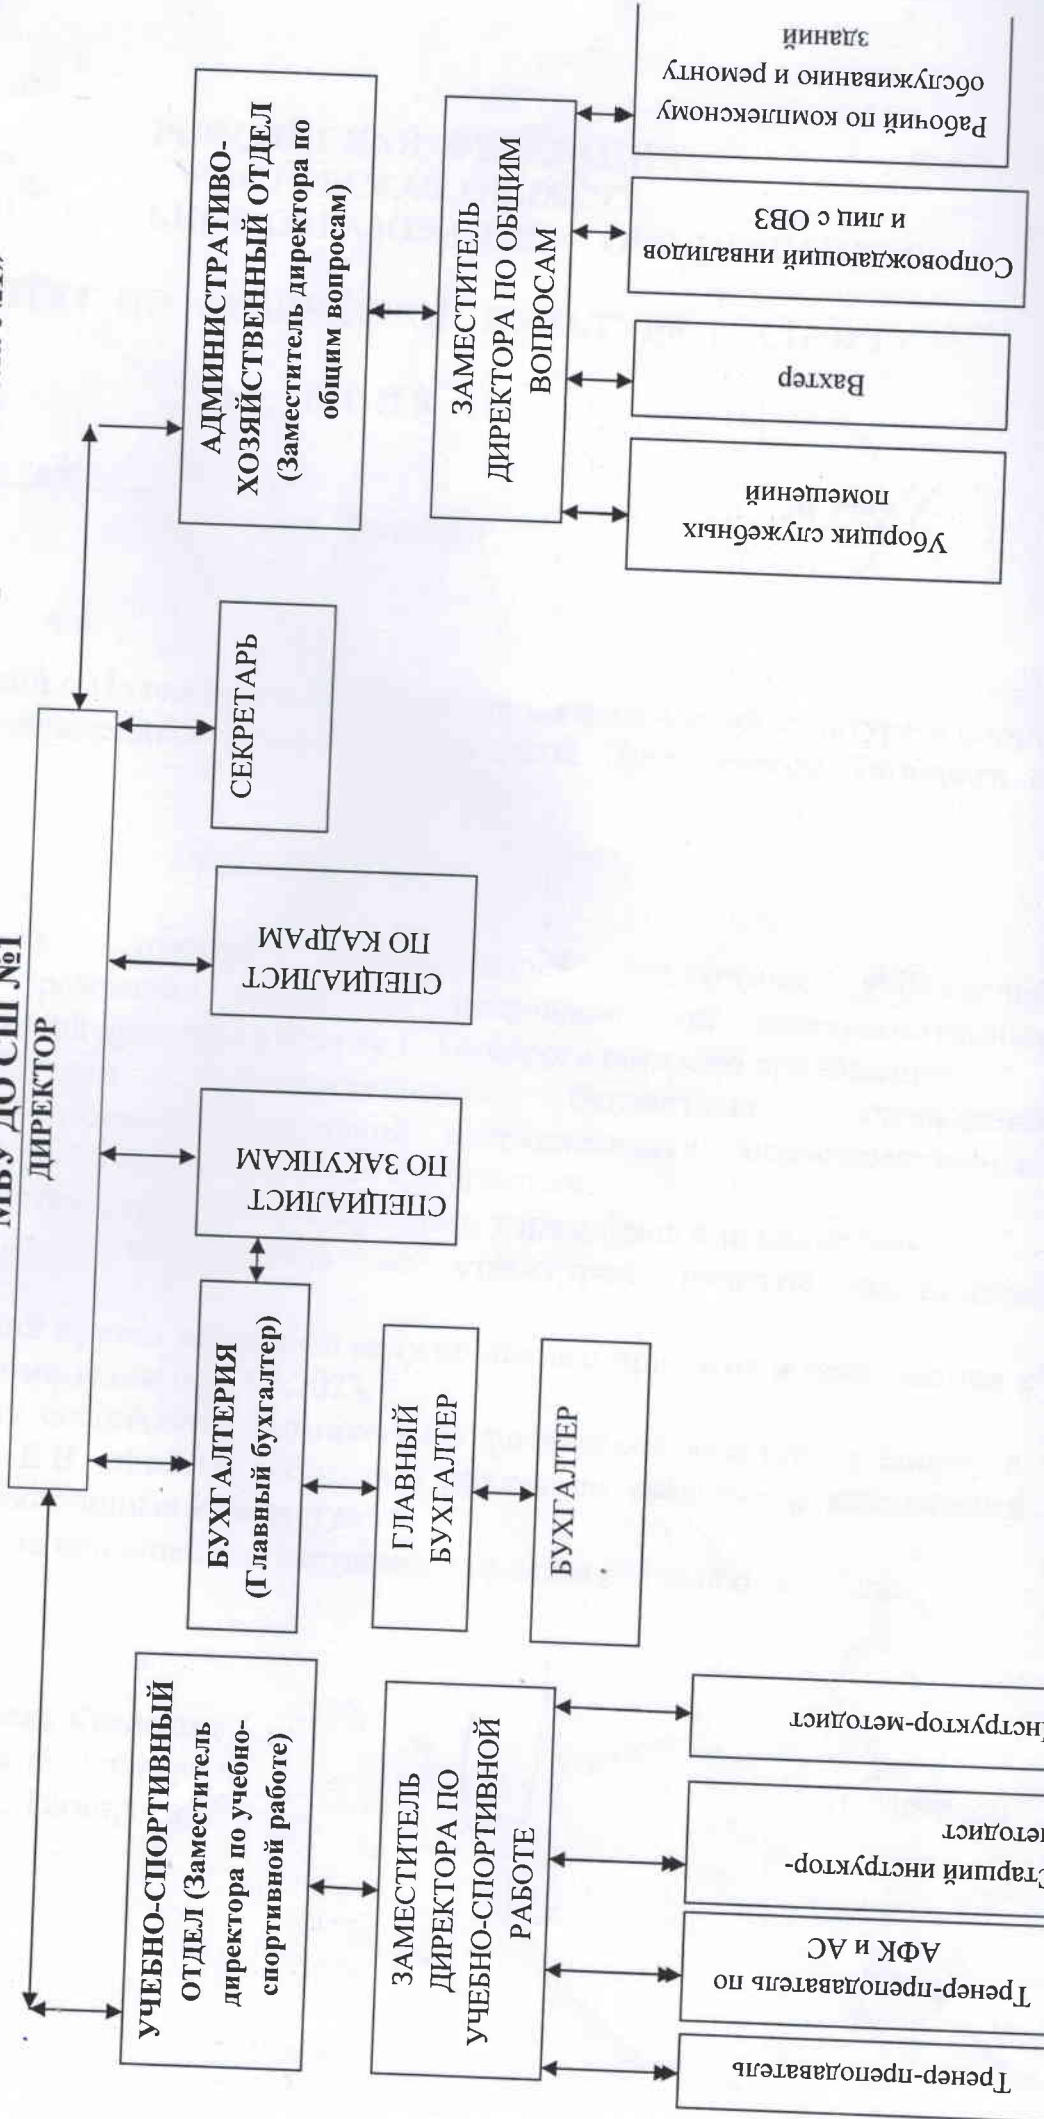 МБУ ДО СШ №1
ДИРЕКТОР
УЧЕБНО-СПОРТИВНЫЙ
ОТДЕЛ (Заместитель
директора по учебно-
спортивной работе)
БУХГАЛТЕРИЯ
(Главный бухгалтер)
СПЕЦИАЛИСТ
ПО ЗАКУПКАМ
СПЕЦИАЛИСТ
ПО КАДРАМ
СЕКРЕТАРЬ
АДМИНИСТРАТИВО-
ХОЗЯЙСТВЕННЫЙ ОТДЕЛ
(Заместитель директора по
общим вопросам)
ЗАМЕСТИТЕЛЬ
ДИРЕКТОРА ПО
УЧЕБНО-СПОРТИВНОЙ
РАБОТЕ
ГЛАВНЫЙ
БУХГАЛТЕР
БУХГАЛТЕР
ЗАМЕСТИТЕЛЬ
ДИРЕКТОРА ПО ОБЩИМ
ВОПРОСАМ
Тренер-преподаватель
Тренер-преподаватель по
АФК и АС
Старший инструктор-
методист
Инструктор-методист
Уборщик служебных
помещений
Вахтер
Сопровождающий инвалидов
и лиц с ОВЗ
Рабочий по комплексному
обслуживанию и ремонту
зданий